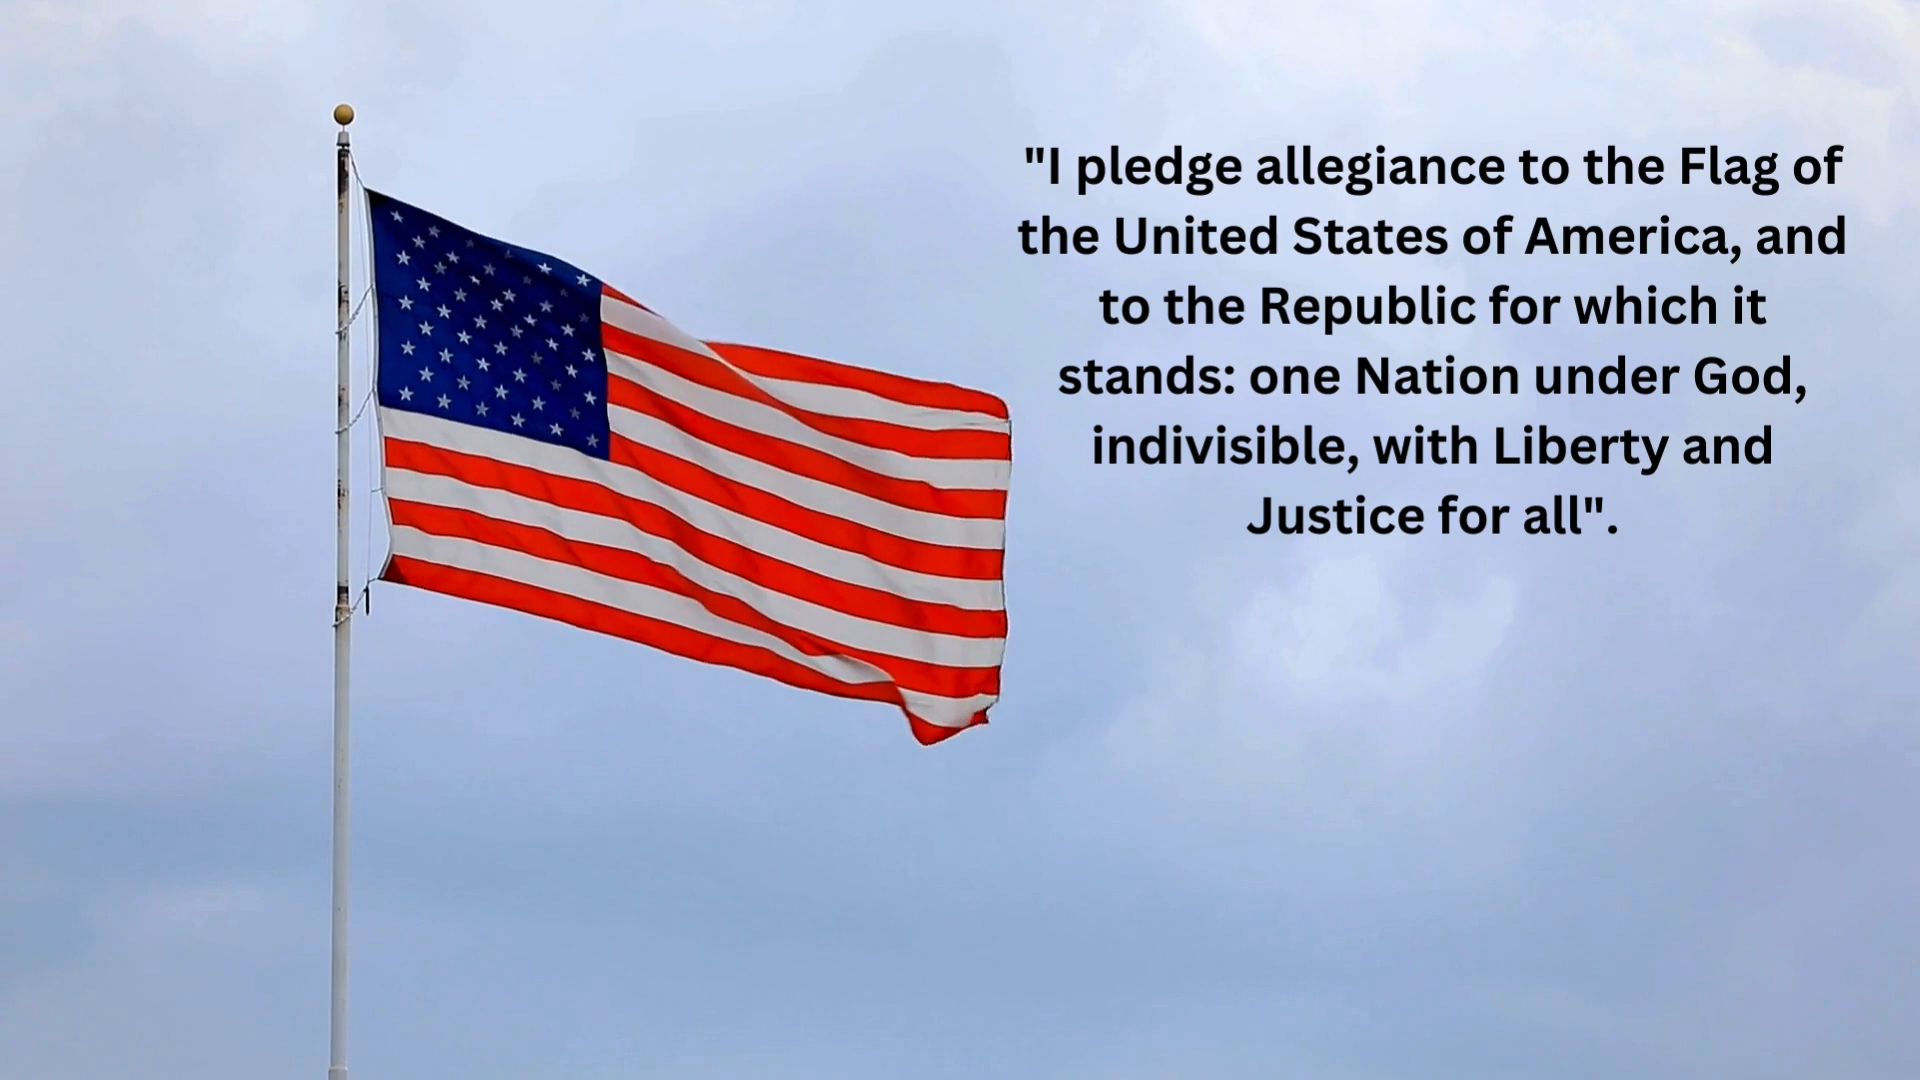 "I pledge allegiance to the Flag of
the United States of America, and
to the Republic for which it
stands: one Nation under God,
indivisible, with Liberty and
Justice for all".